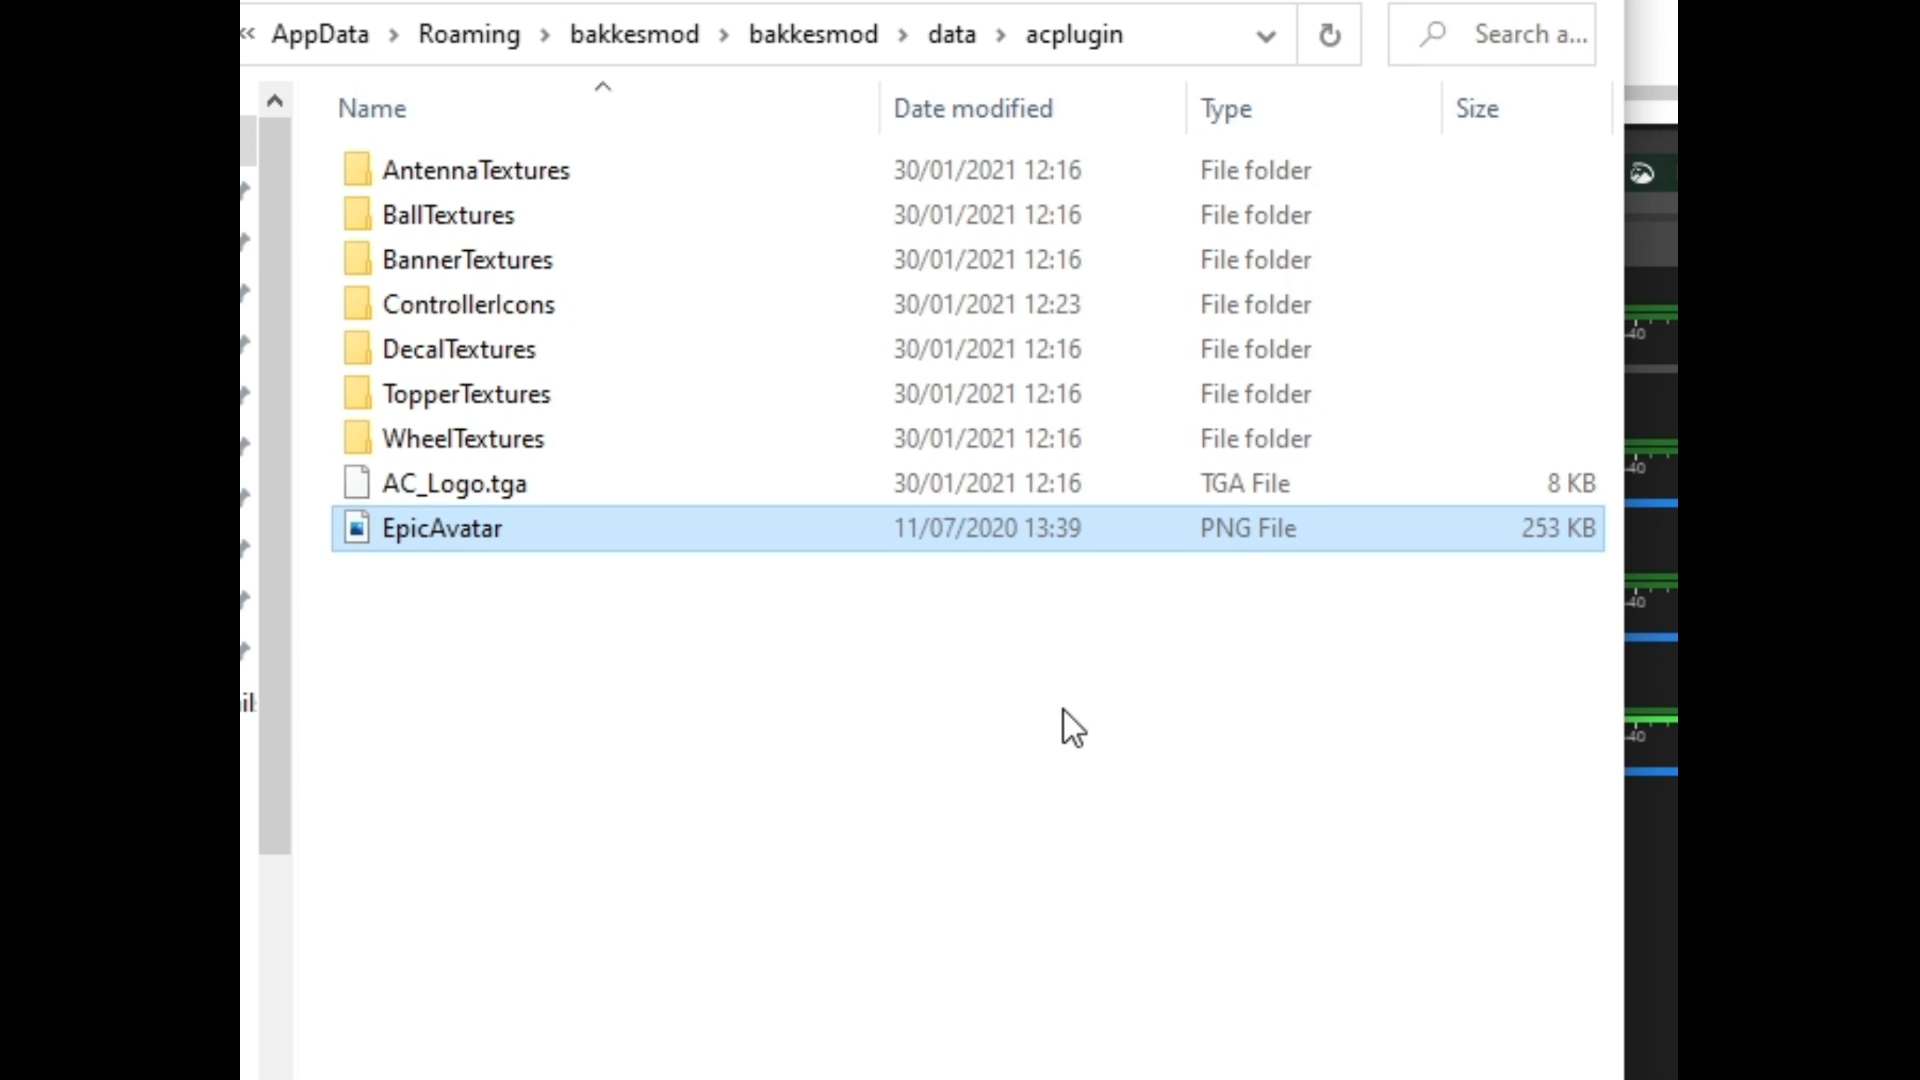 « AppData > Roaming > bakkesmod > bakkesmod > data > acplugin Search a...
Name Date modified Type Size
AntennaTextures 30/01/2021 12:16 File folder
BallTextures 30/01/2021 12:16 File folder
BannerTextures 30/01/2021 12:16 File folder
ControllerIcons 30/01/2021 12:23 File folder
DecalTextures 30/01/2021 12:16 File folder
TopperTextures 30/01/2021 12:16 File folder
WheelTextures 30/01/2021 12:16 File folder
AC_Logo.tga 30/01/2021 12:16 TGA File 8 KB
EpicAvatar 11/07/2020 13:39 PNG File 253 KB
-40
-40
-40
-40